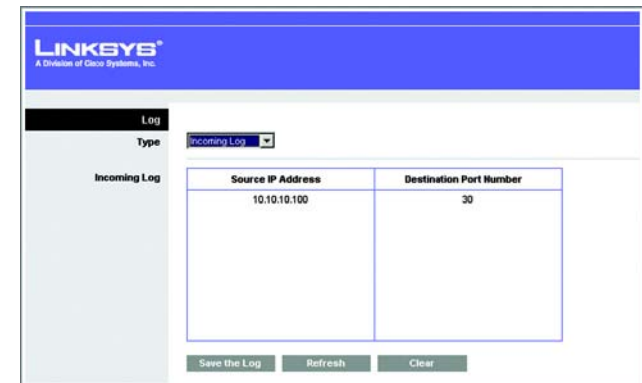 LINKSYS®
A Division of Cisco Systems, Inc.
Log
Type
Incoming Log
Incoming Log
Source IP Address Destination Port Number
10.10.10.100 30
Save the Log Refresh Clear